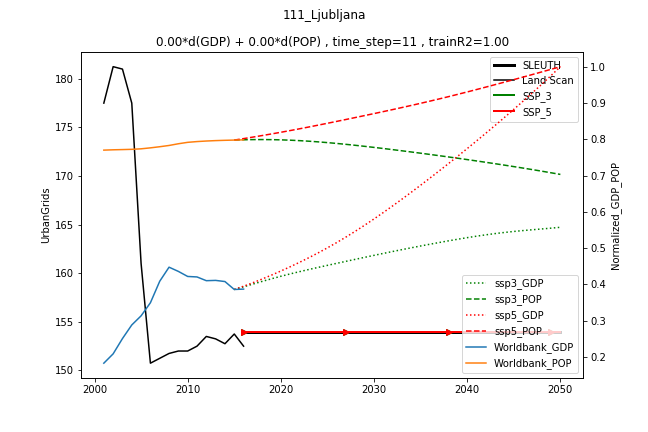 111_Ljubljana
0.00*d(GDP) + 0.00*d(POP) , time_step=11 , trainR2=1.00
SLEUTH
Land Scan
SSP_3
SSP_5
180
175
170
165
160
155
150
UrbanGrids
1.0
0.9
0.8
0.7
0.6
0.5
0.4
0.3
0.2
Normalized_GDP_POP
ssp3_GDP
ssp3_POP
ssp5_GDP
ssp5_POP
Worldbank_GDP
Worldbank_POP
2000 2010 2020 2030 2040 2050